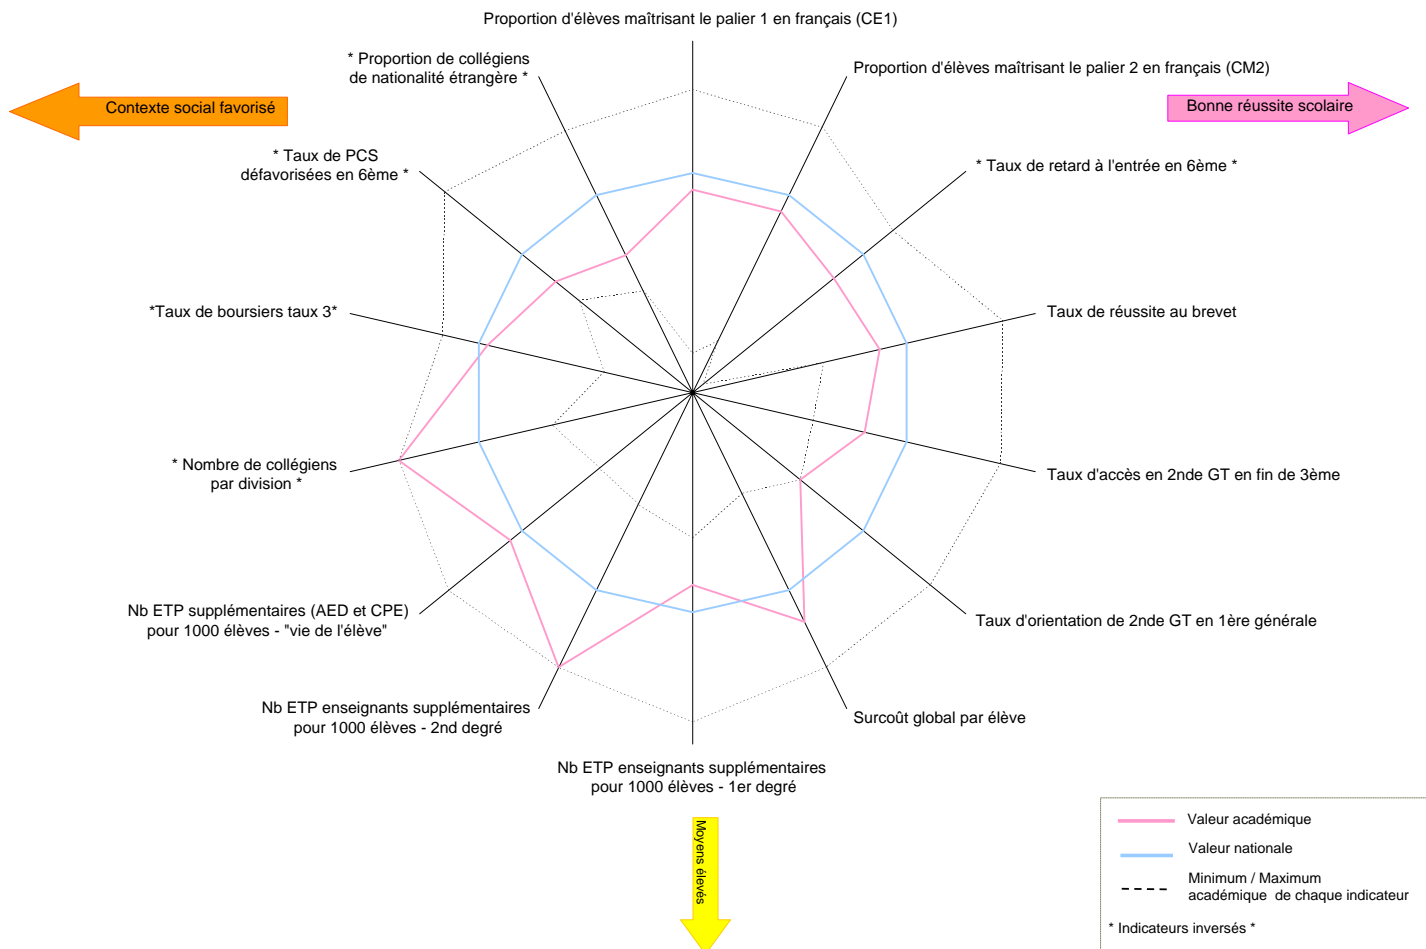 Proportion d'élèves maîtrisant le palier 1 en français (CE1)
* Proportion de collégiens
de nationalité étrangère *
Proportion d'élèves maîtrisant le palier 2 en français (CM2)
Contexte social favorisé
Bonne réussite scolaire
* Taux de PCS
défavorisées en 6ème *
* Taux de retard à l'entrée en 6ème *
*Taux de boursiers taux 3*
Taux de réussite au brevet
* Nombre de collégiens
par division *
Taux d'accès en 2nde GT en fin de 3ème
Nb ETP supplémentaires (AED et CPE)
pour 1000 élèves - "vie de l'élève"
Taux d'orientation de 2nde GT en 1ère générale
Nb ETP enseignants supplémentaires
pour 1000 élèves - 2nd degré
Surcoût global par élève
Nb ETP enseignants supplémentaires
pour 1000 élèves - 1er degré
Moyens élevés
Valeur académique
Valeur nationale
Minimum / Maximum
académique de chaque indicateur
* Indicateurs inversés *